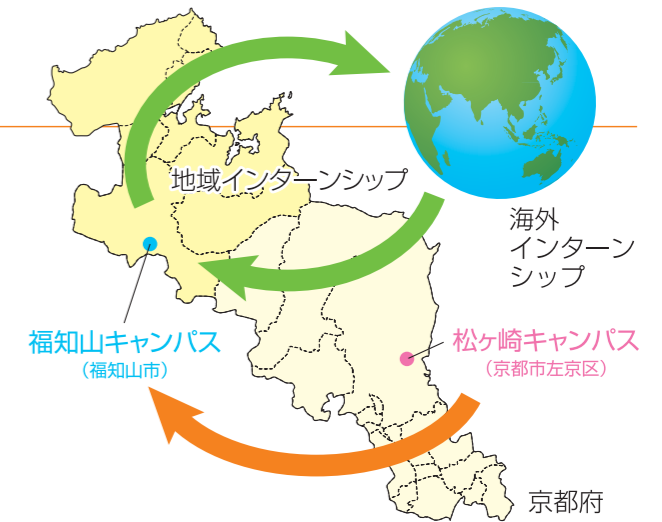 地域インターンシップ
海外
インターン
シップ
福知山キャンパス
（福知山市）
松ヶ崎キャンパス
（京都市左京区）
京都府